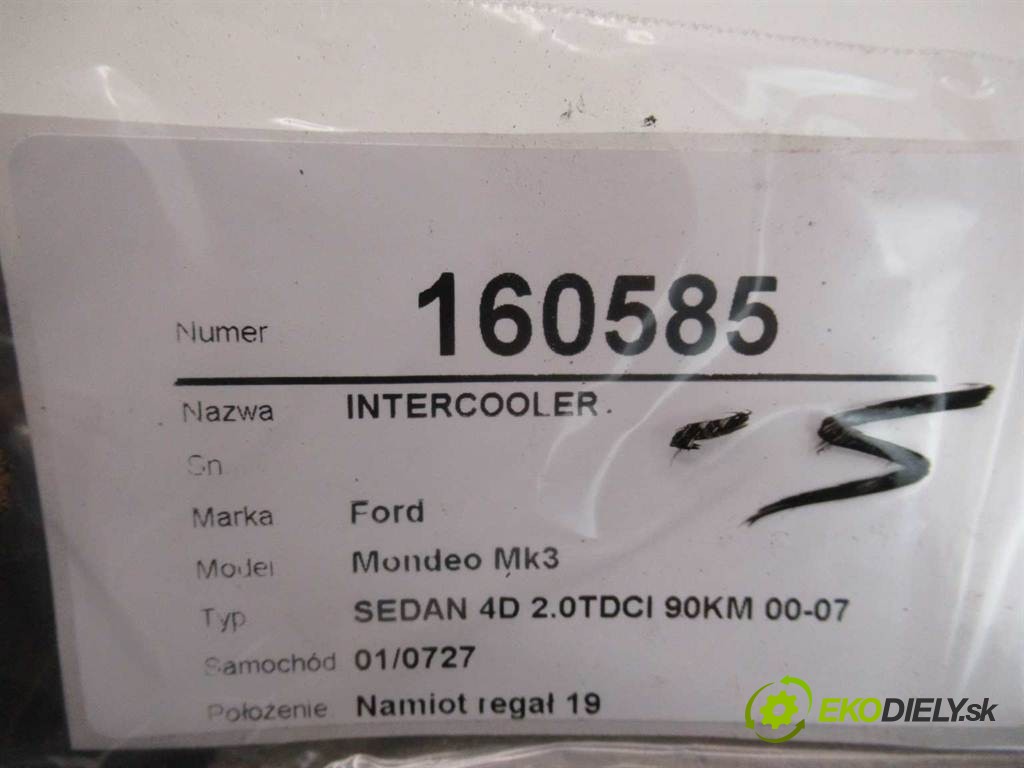 Numer 160585
Nazwa INTERCOOLER.
Sn
Marka Ford
Model Mondeo Mk3
Typ SEDAN 4D 2.0TDCI 90KM 00-07
Samochód 01/0727
Położenie Namiot regał 19
EKODIELY.sk